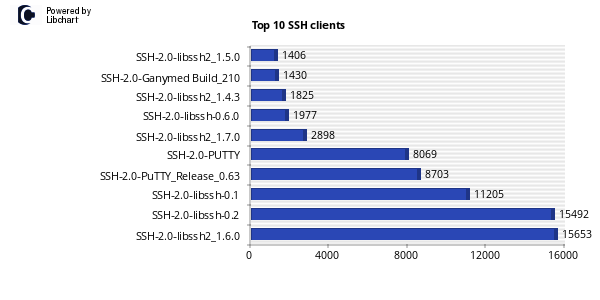 Powered by
Libchart
Top 10 SSH clients
SSH-2.0-libssh2_1.5.0 1406
SSH-2.0-Ganymed Build_210 1430
SSH-2.0-libssh2_1.4.3 1825
SSH-2.0-libssh-0.6.0 1977
SSH-2.0-libssh2_1.7.0 2898
SSH-2.0-PUTTY 8069
SSH-2.0-PuTTY_Release_0.63 8703
SSH-2.0-libssh-0.1 11205
SSH-2.0-libssh-0.2 15492
SSH-2.0-libssh2_1.6.0 15653
0 4000 8000 12000 16000